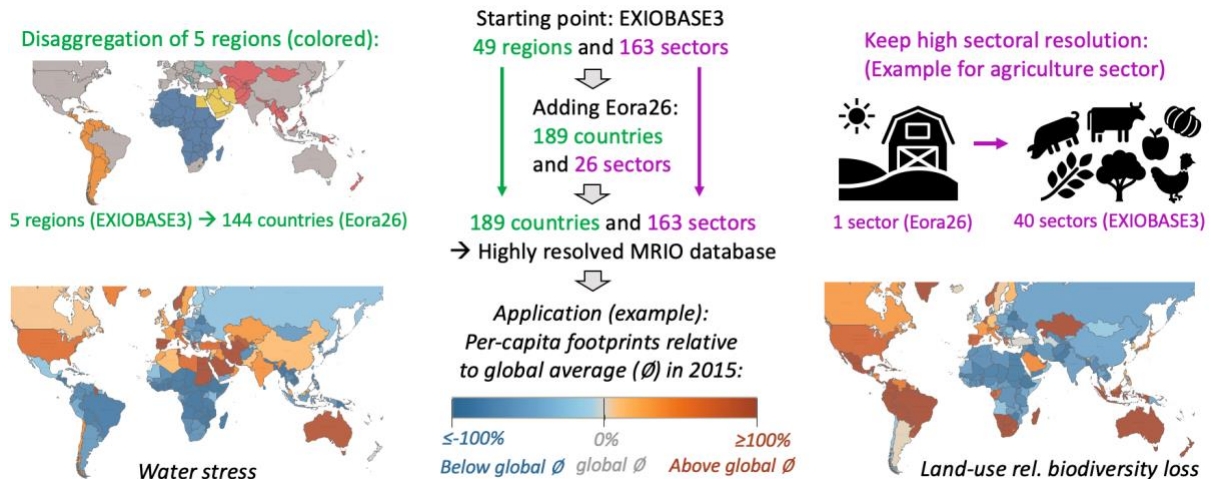 Disaggregation of 5 regions (colored):
5 regions (EXIOBASE3) → 144 countries (Eora26)
Starting point: EXIOBASE3
49 regions and 163 sectors
Adding Eora26:
189 countries
and 26 sectors
189 countries and 163 sectors
→ Highly resolved MRIO database
Keep high sectoral resolution:
(Example for agriculture sector)
1 sector (Eora26)
40 sectors (EXIOBASE3)
Water stress
Application (example):
Per-capita footprints relative
to global average (Ø) in 2015:
≤-100%
0%
≥100%
Below global Ø
global Ø
Above global Ø
Land-use rel. biodiversity loss